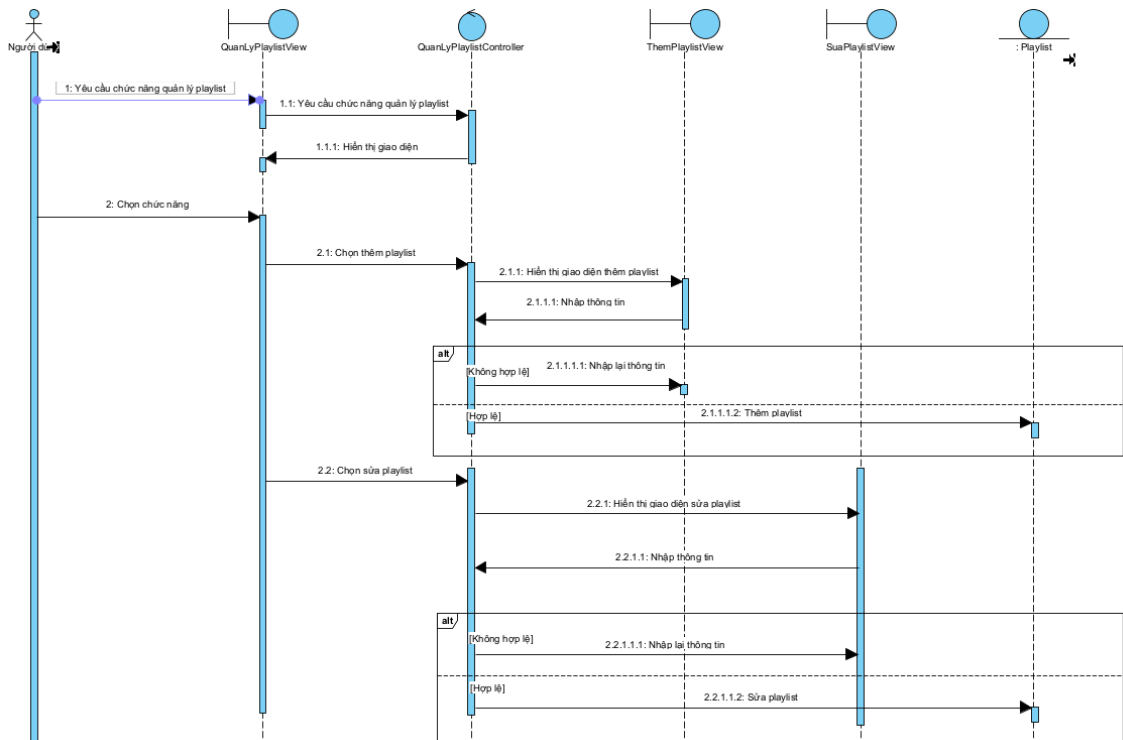 Người dù
QuanLyPlaylistView
QuanLyPlaylistController
ThemPlaylistView
SuaPlaylistView
: Playlist
1: Yêu cầu chức năng quản lý playlist
1.1: Yêu cầu chức năng quản lý playlist
1.1.1: Hiển thị giao diện
2: Chọn chức năng
2.1: Chọn thêm playlist
2.1.1: Hiển thị giao diện thêm playlist
2.1.1.1: Nhập thông tin
alt
[Không hợp lệ]
2.1.1.1.1: Nhập lại thông tin
[Hợp lệ]
2.1.1.1.2: Thêm playlist
2.2: Chọn sửa playlist
2.2.1: Hiển thị giao diện sửa playlist
2.2.1.1: Nhập thông tin
alt
[Không hợp lệ]
2.2.1.1.1: Nhập lại thông tin
[Hợp lệ]
2.2.1.1.2: Sửa playlist